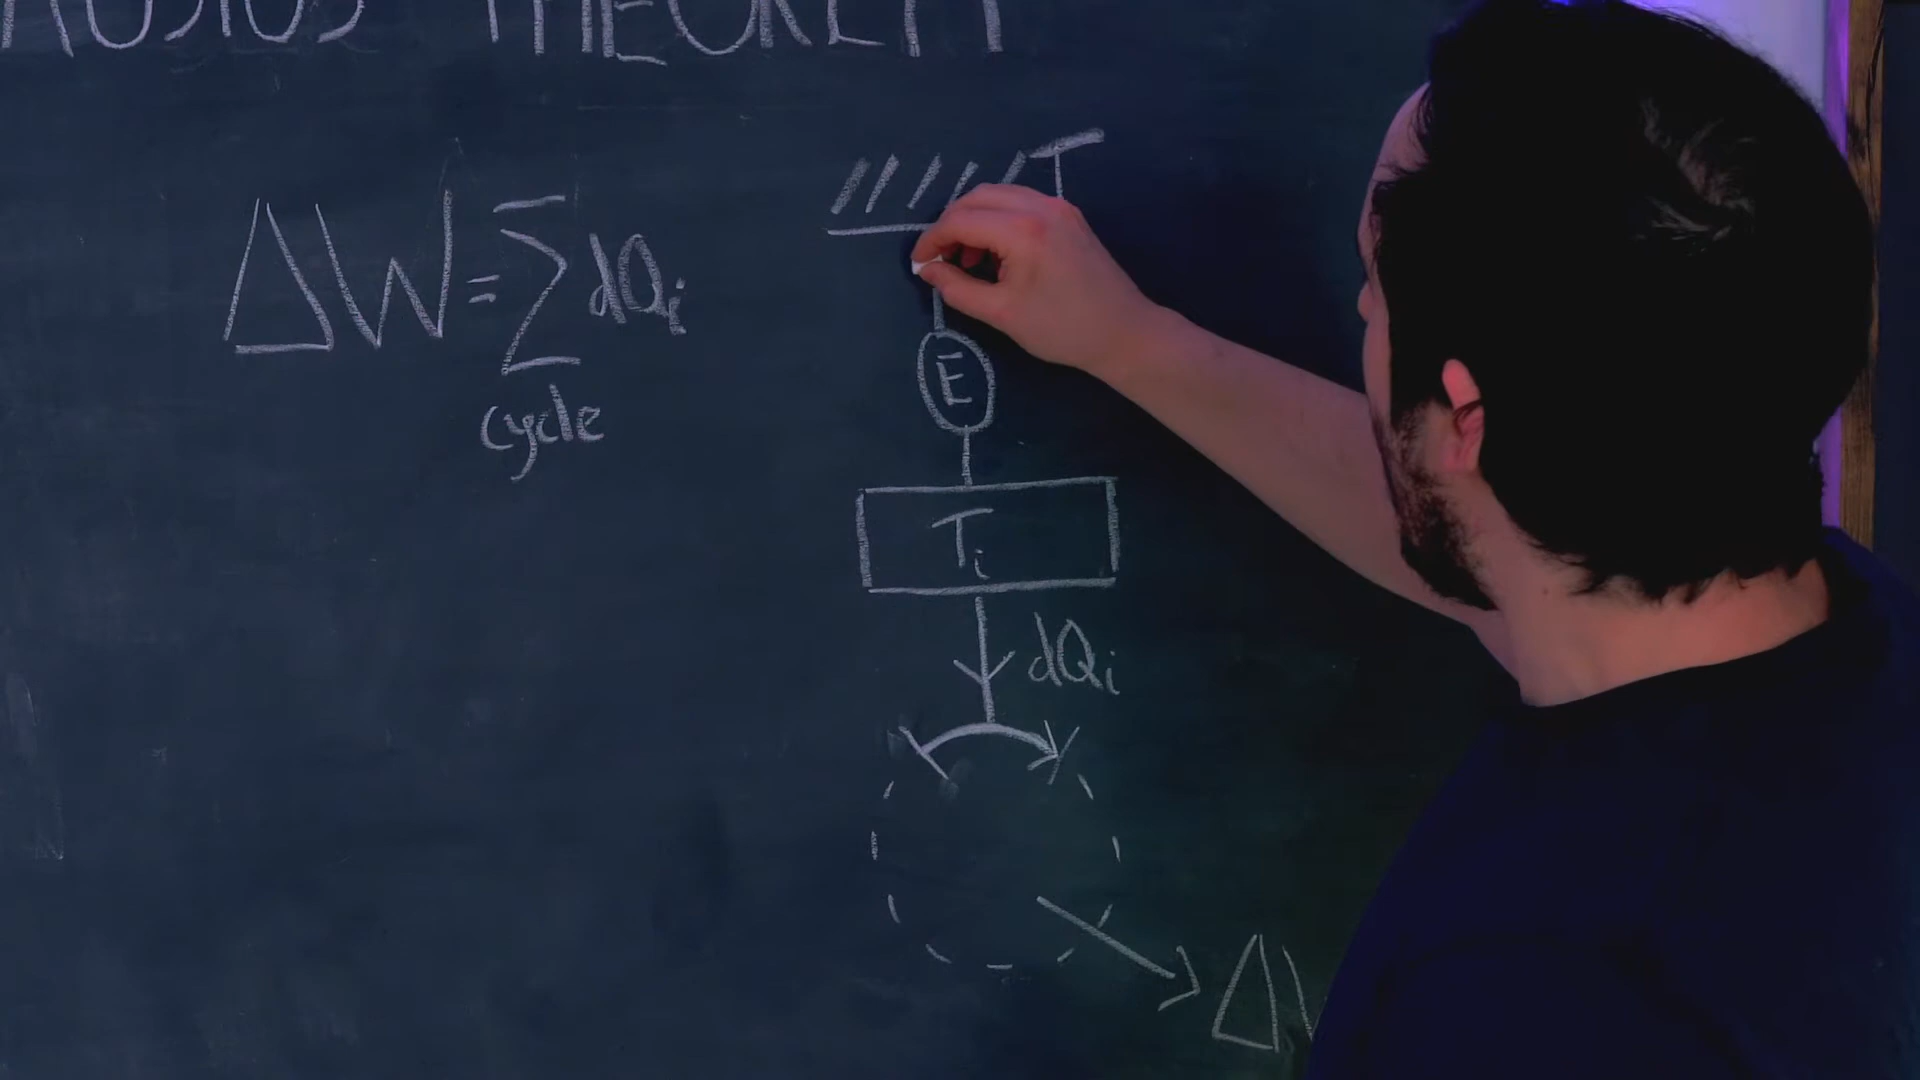 THEOREM
ΔW = ∑ dQi
cycle
T
E
Ti
dQi
Δ